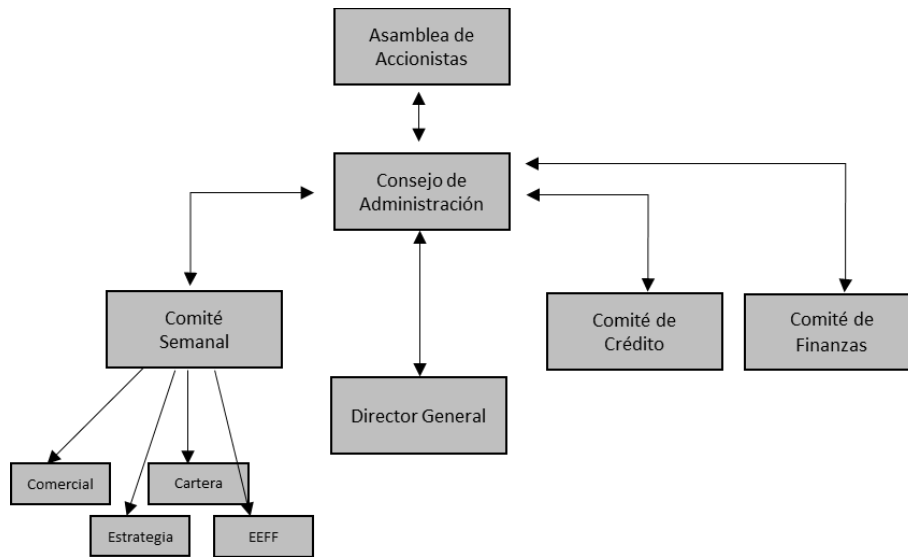 Asamblea de
Accionistas
Consejo de
Administración
Comité
Semanal
Comité de
Crédito
Comité de
Finanzas
Director General
Comercial
Cartera
Estrategia
EEFF